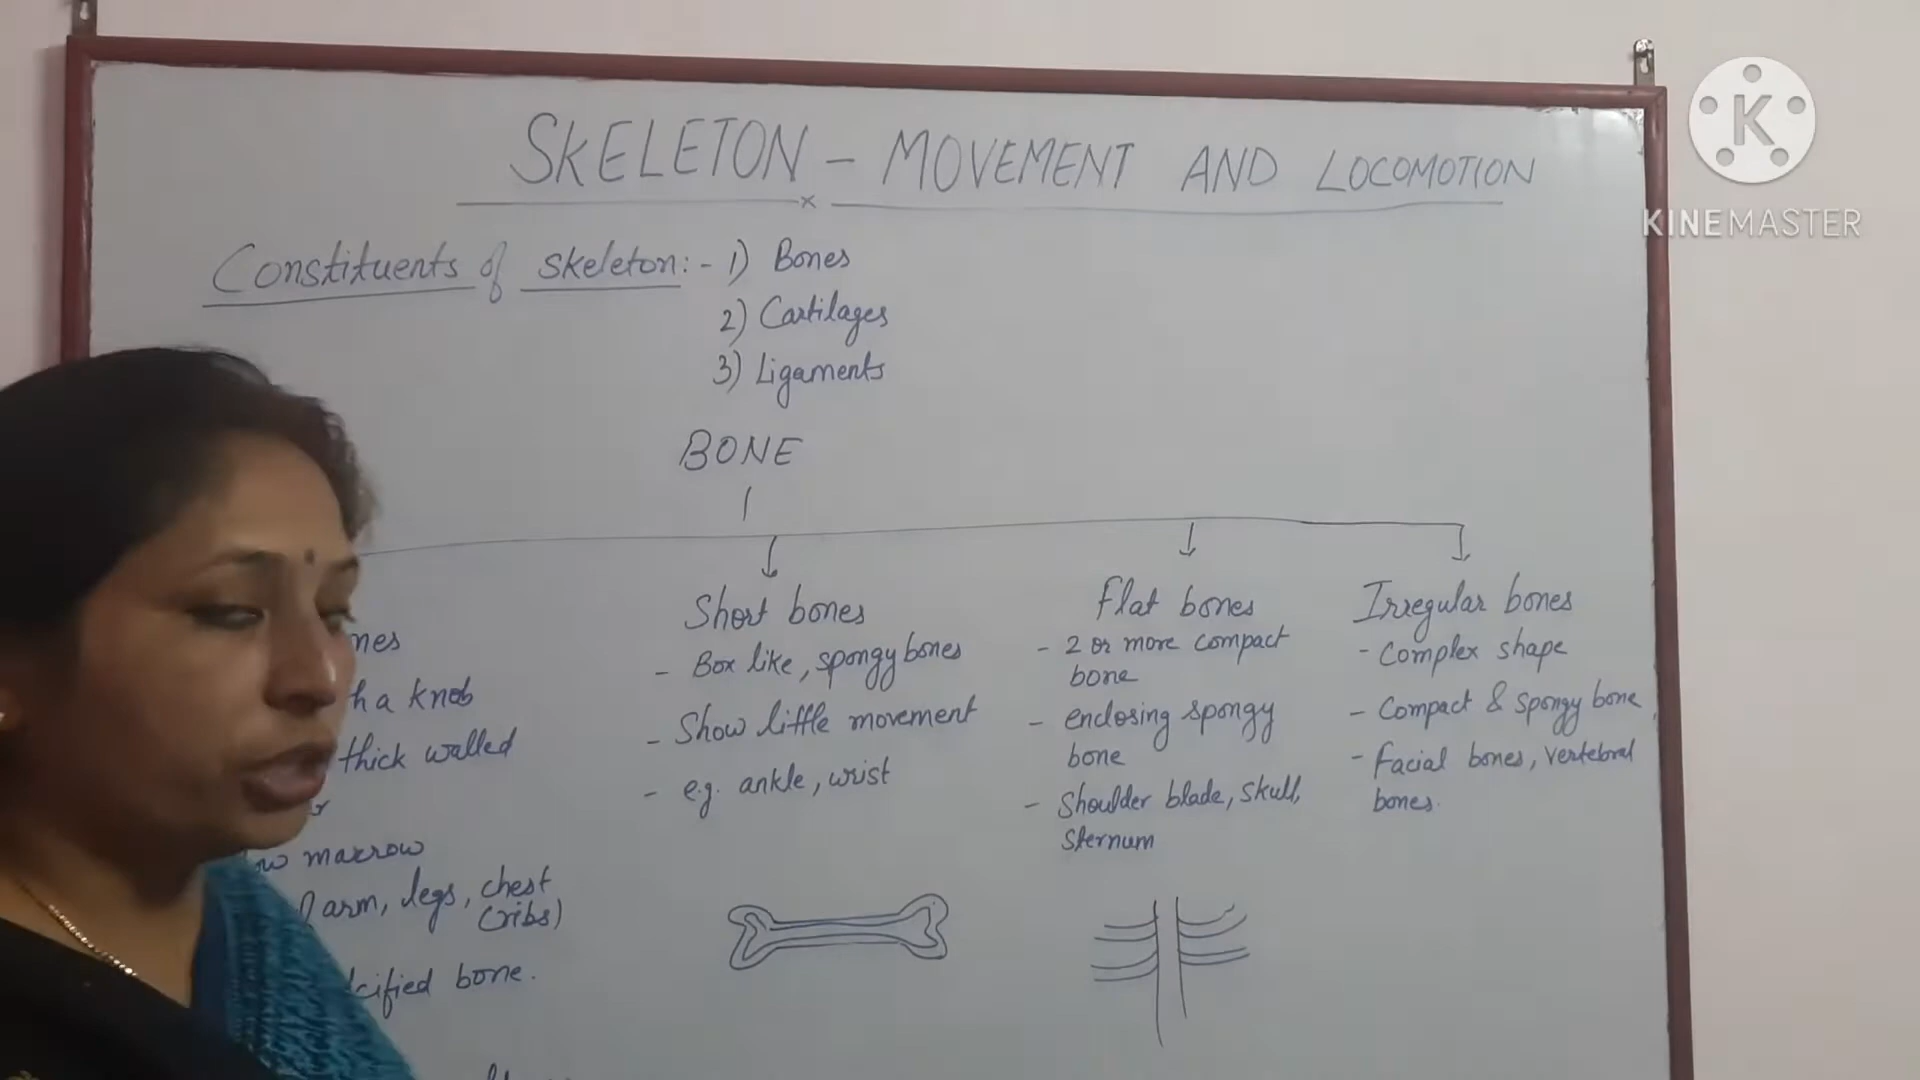 SKELETON - MOVEMENT AND LOCOMOTION
K
KINEMASTER
Constituents of skeleton:- 1) Bones
2) Cartilages
3) Ligaments
BONE
nes
h a knob
thick walled
r
ow marrow
arm, legs, chest
(ribs)
cified bone.
Short bones
- Box like, spongy bones
- Show little movement
- e.g. ankle, wrist
Flat bones
- 2 or more compact
bone
- enclosing spongy
bone
- Shoulder blade, skull,
sternum
Irregular bones
- Complex shape
- Compact & spongy bone,
- Facial bones, vertebral
bones.